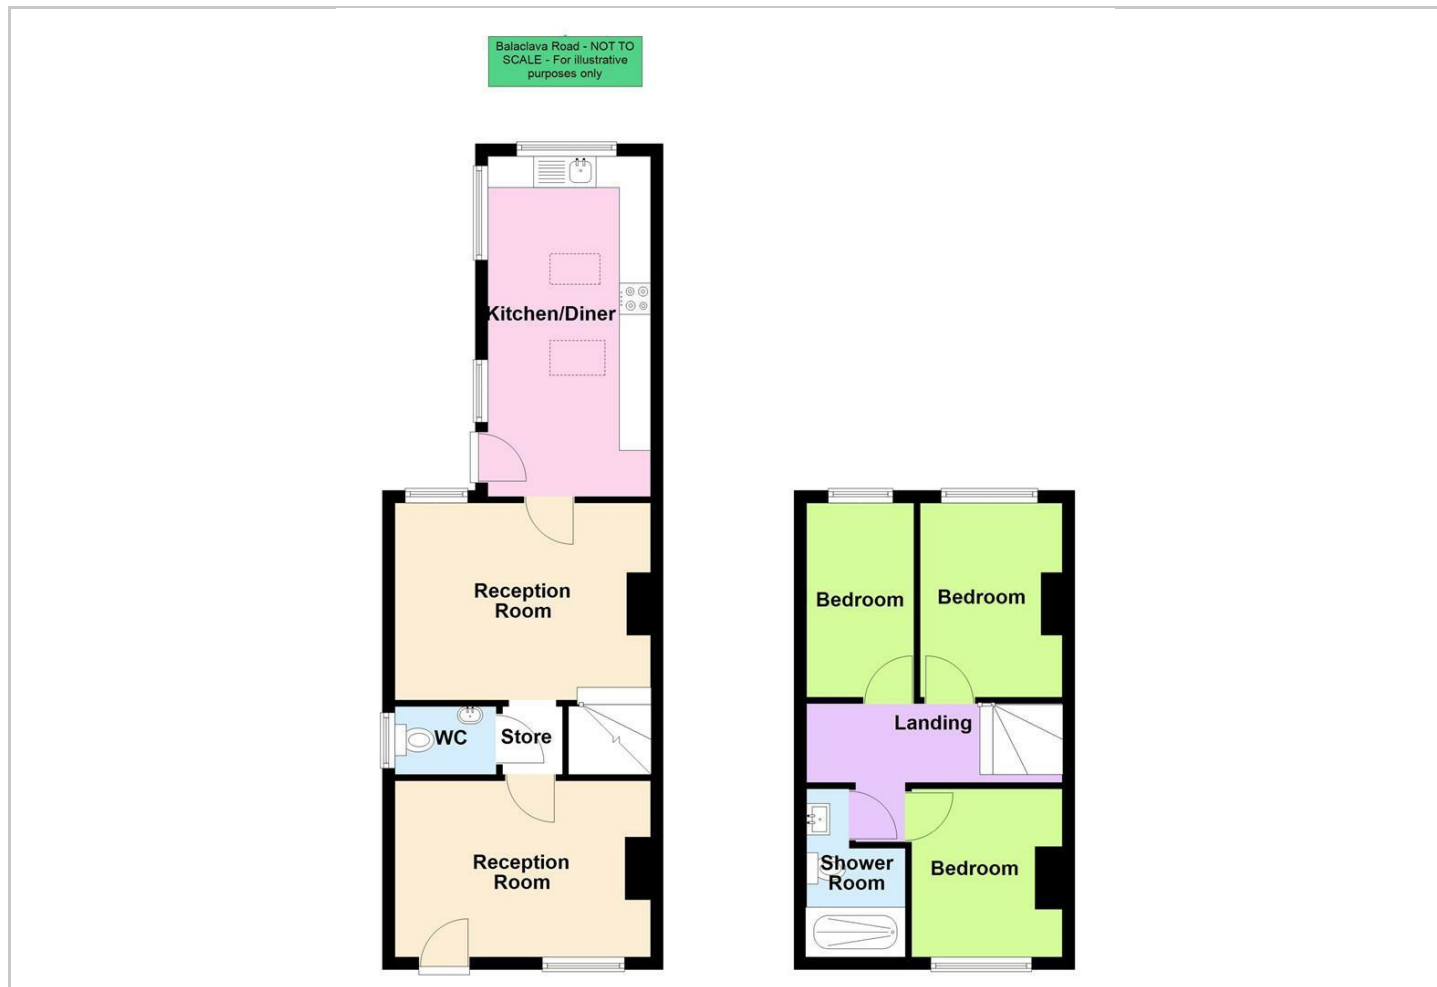 Balaclava Road - NOT TO
SCALE - For illustrative
purposes only
Kitchen/Diner
Reception
Room
WC
Store
Reception
Room
Bedroom
Bedroom
Landing
Shower
Room
Bedroom